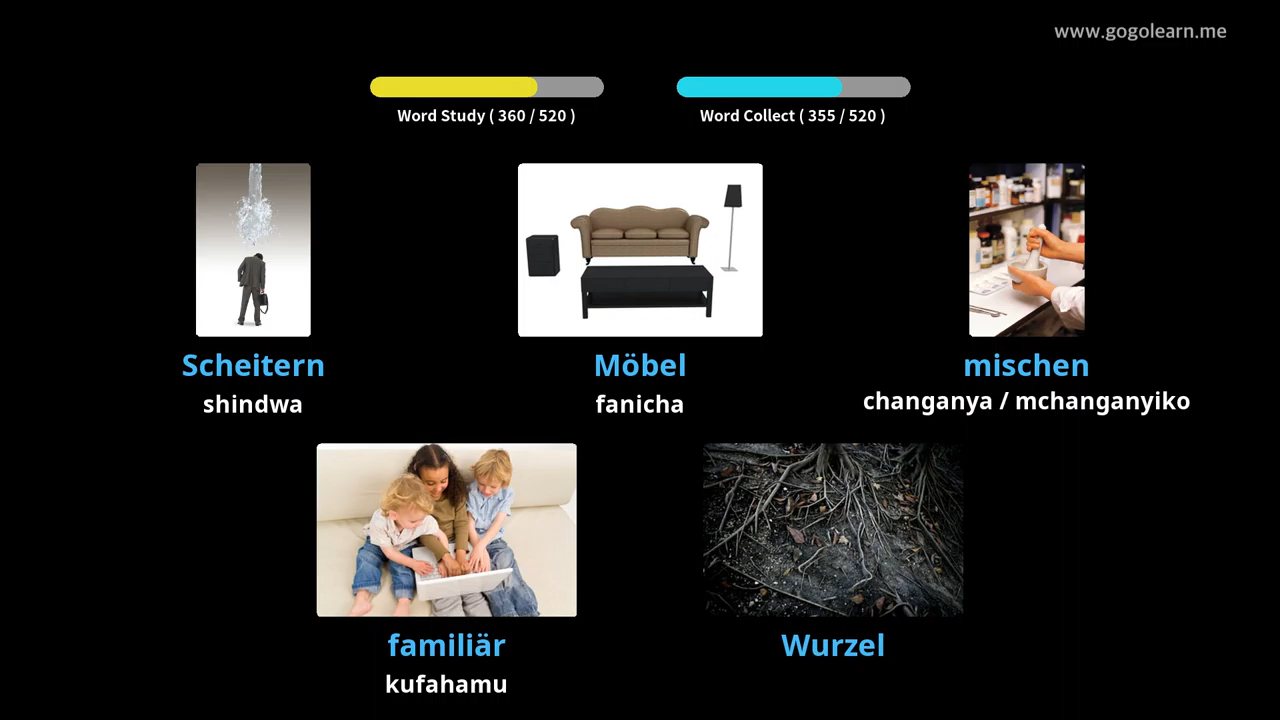 www.gogolearn.me
Word Study ( 360 / 520 )
Word Collect ( 355 / 520 )
Scheitern
shindwa
Möbel
fanicha
mischen
changanya / mchanganyiko
familiär
kufahamu
Wurzel